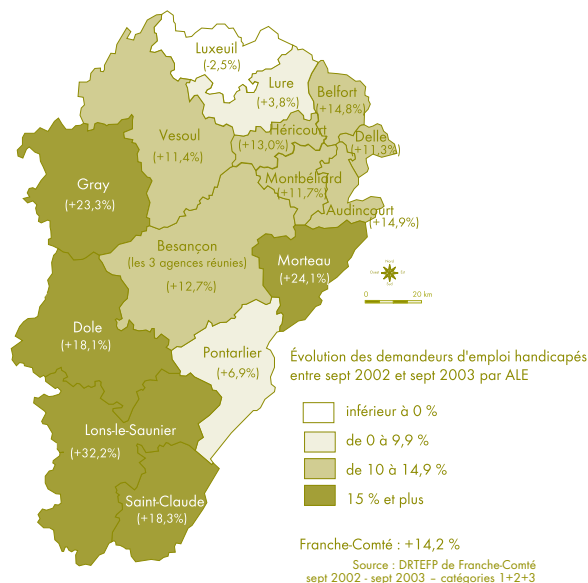 Luxeuil
(-2,5%)
Lure
(+3,8%)
Belfort
(+14,8%)
Vesoul
(+11,4%)
Héricourt
(+13,0%)
Delle
(+11,3%)
Montbéliard
(+11,7%)
Gray
(+23,3%)
Audincourt
(+14,9%)
Besançon
(les 3 agences réunies)
(+12,7%)
Morteau
(+24,1%)
0 20 km
Dole
(+18,1%)
Pontarlier
(+6,9%)
Évolution des demandeurs d'emploi handicapés
entre sept 2002 et sept 2003 par ALE
inférieur à 0 %
de 0 à 9,9 %
de 10 à 14,9 %
15 % et plus
Lons-le-Saunier
(+32,2%)
Saint-Claude
(+18,3%)
Franche-Comté : +14,2 %
Source : DRTEFP de Franche-Comté
sept 2002 - sept 2003 – catégories 1+2+3